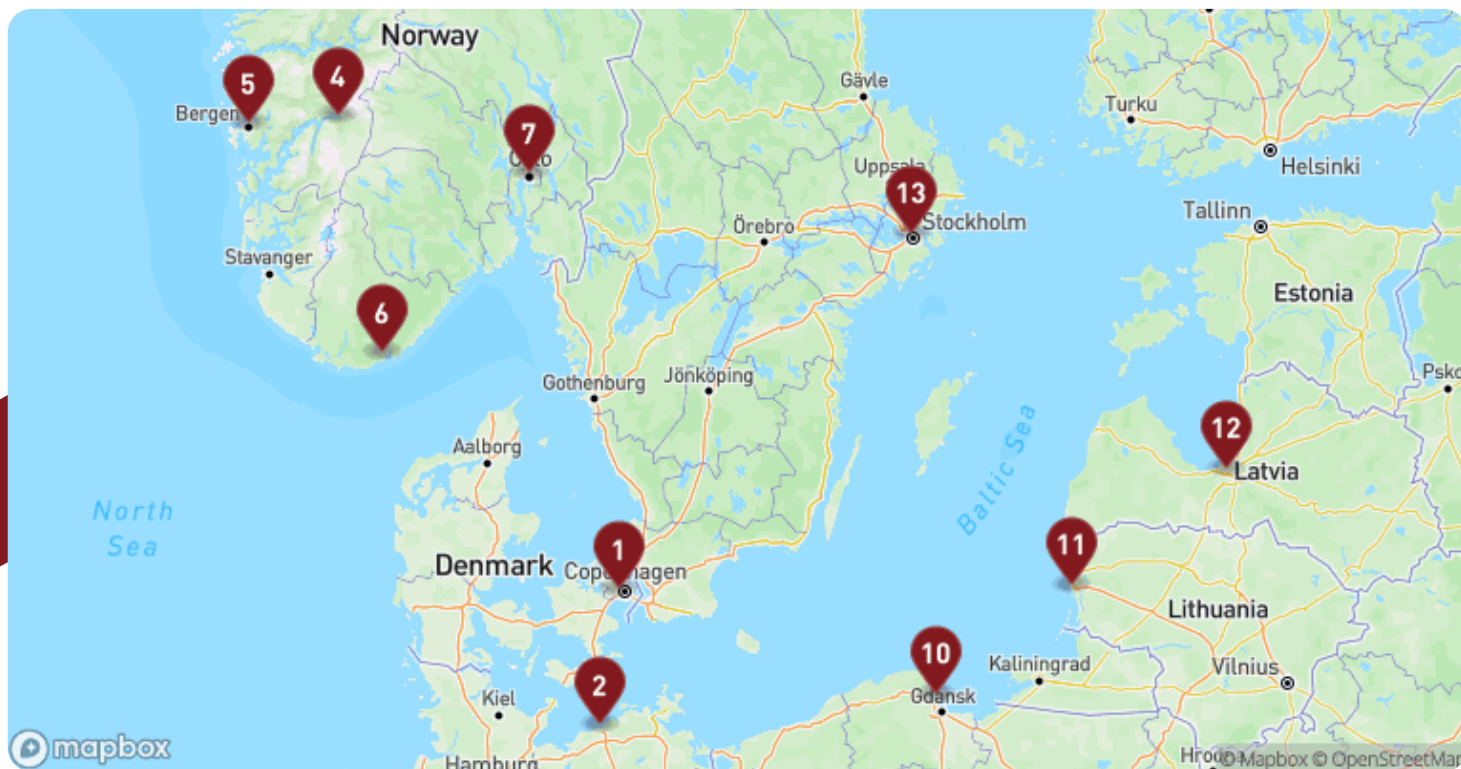 Norway
5
4
Bergen
7
Gävle
Turku
Helsinki
Uppsala
13
Stockholm
Tallinn
Örebro
Stavanger
6
Estonia
Gothenburg
Jönköping
Aalborg
Baltic Sea
12
Latvia
North
Sea
1
Denmark
Copenhagen
11
Lithuania
10
Kaliningrad
Vilnius
2
Kiel
Gdansk
mapbox
Hamburg
© Mapbox © OpenStreetMap